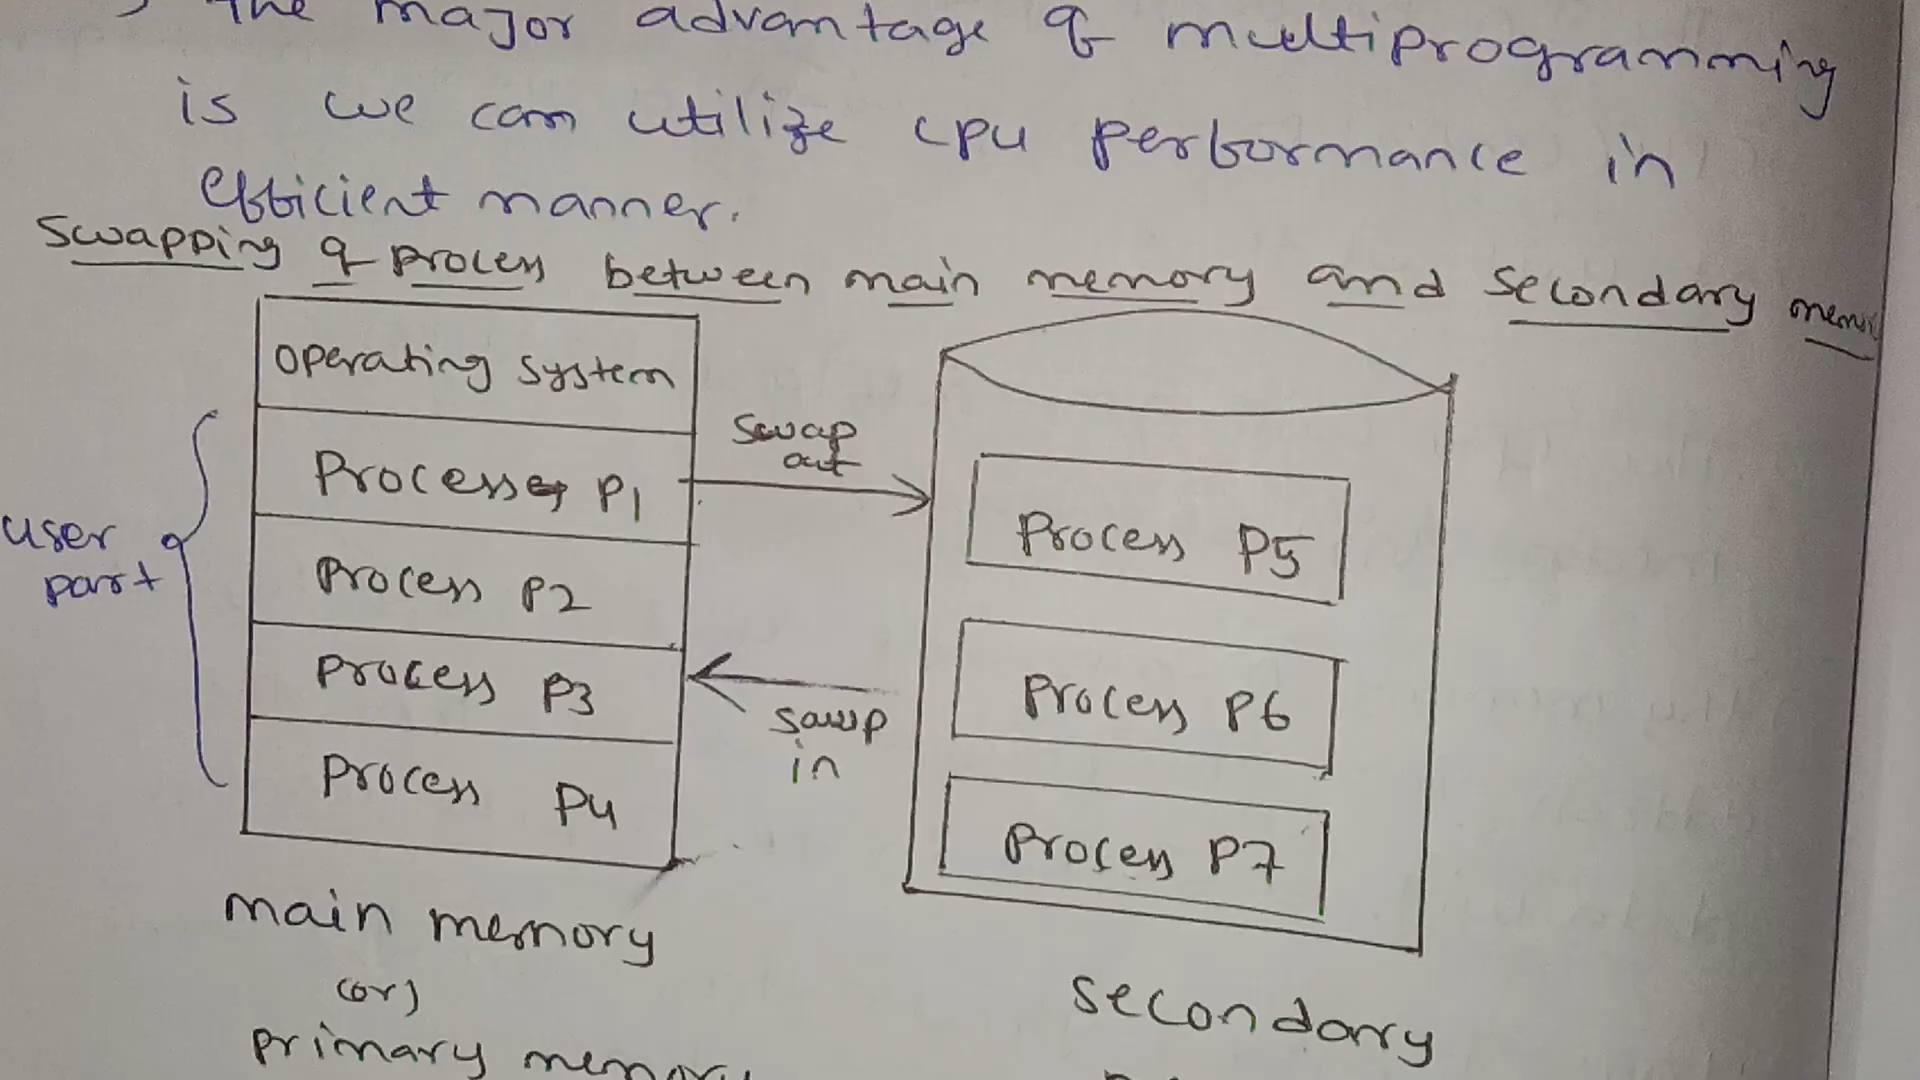 The major advantage of multiprogramming
is we can utilize CPU performance in
efficient manner.
Swapping of process between main memory and secondary
Operating system
Process P1
swap
out
user
part
Process P2
Process P3
Process P4
sawp
in
Process P5
Process P6
Process P7
main memory
(or)
primary memory
secondary